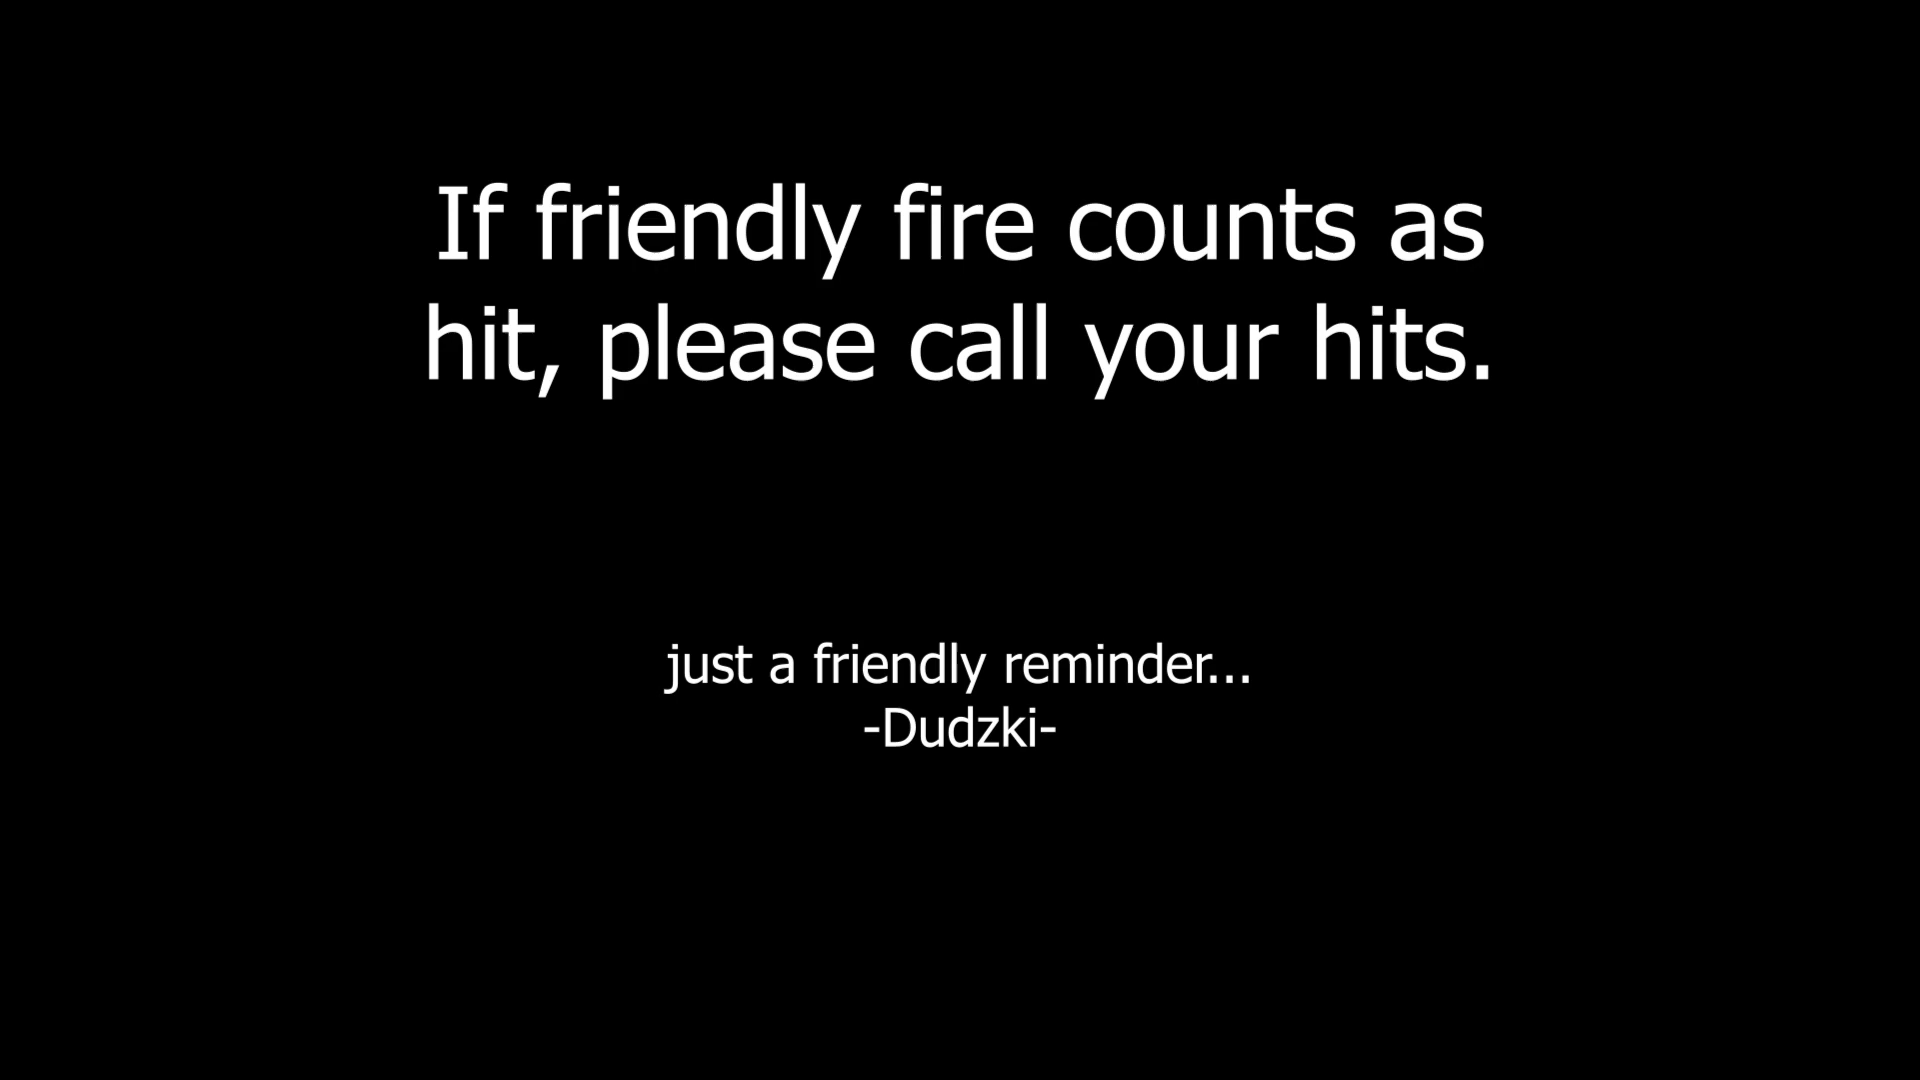 If friendly fire counts as
hit, please call your hits.
just a friendly reminder...
-Dudzki-